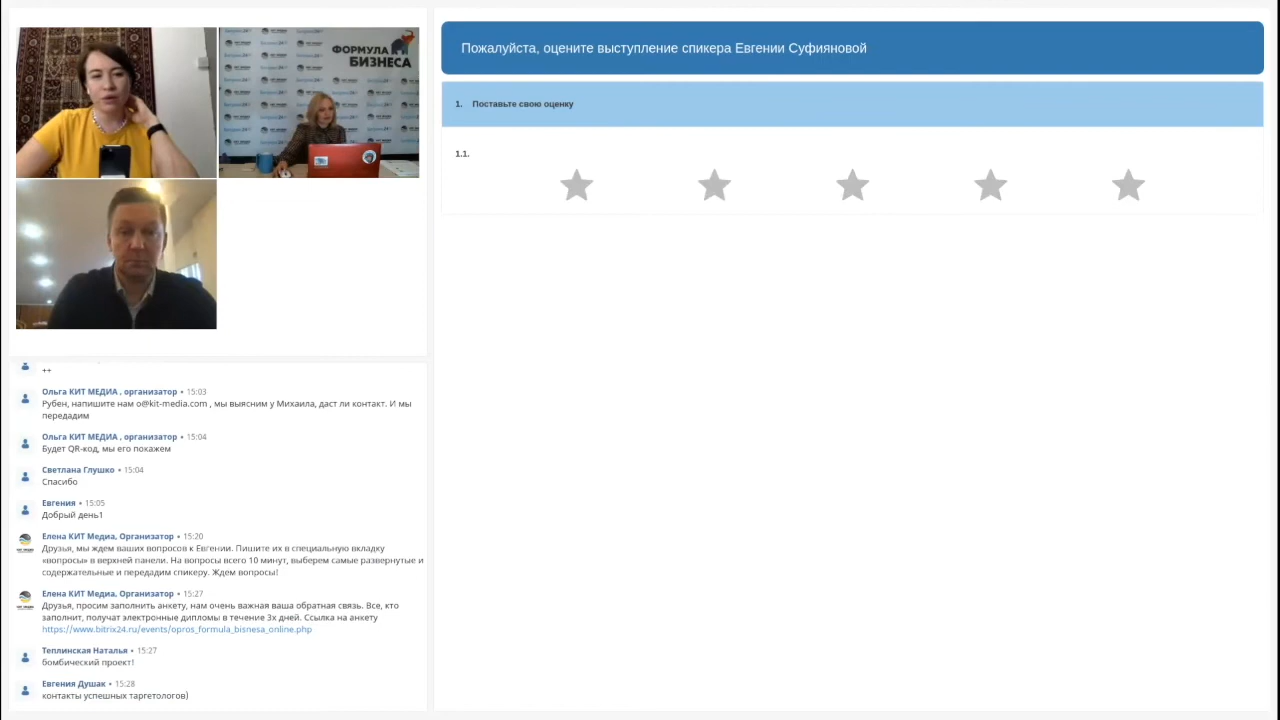 ФОРМУЛА
БИЗНЕСА
++
Ольга КИТ МЕДИА , организатор • 15:03
Рубен, напишите нам o@kit-media.com , мы выясним у Михаила, даст ли контакт. И мы
передадим
Ольга КИТ МЕДИА , организатор • 15:04
Будет QR-код, мы его покажем
Светлана Глушко • 15:04
Спасибо
Евгения • 15:05
Добрый день1
Елена КИТ Медиа, Организатор • 15:20
Друзья, мы ждем ваших вопросов к Евгении. Пишите их в специальную вкладку
«вопросы» в верхней панели. На вопросы всего 10 минут, выберем самые развернутые и
содержательные и передадим спикеру. Ждем вопросы!
Елена КИТ Медиа, Организатор • 15:27
Друзья, просим заполнить анкету, нам очень важная ваша обратная связь. Все, кто
заполнит, получат электронные дипломы в течение 3х дней. Ссылка на анкету
https://www.bitrix24.ru/events/opros_formula_bisnesa_online.php
Теплинская Наталья • 15:27
бомбический проект!
Евгения Душак • 15:28
контакты успешных таргетологов)
Пожалуйста, оцените выступление спикера Евгении Суфияновой
1. Поставьте свою оценку
1.1.